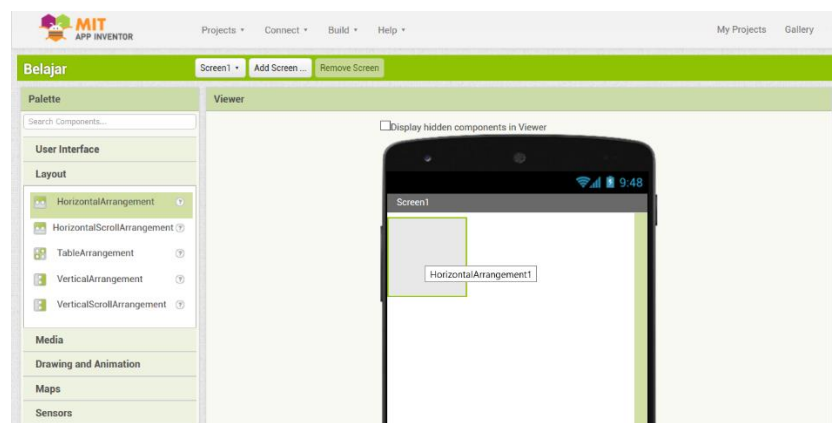 MIT
APP INVENTOR
Projects Connect Build Help My Projects Gallery
Belajar Screen1 Add Screen ... Remove Screen
Palette Viewer
Search Components...
Display hidden components in Viewer
User Interface
Layout
9:48
HorizontalArrangement ?
Screen1
HorizontalScrollArrangement ?
TableArrangement ?
HorizontalArrangement1
VerticalArrangement ?
VerticalScrollArrangement ?
Media
Drawing and Animation
Maps
Sensors